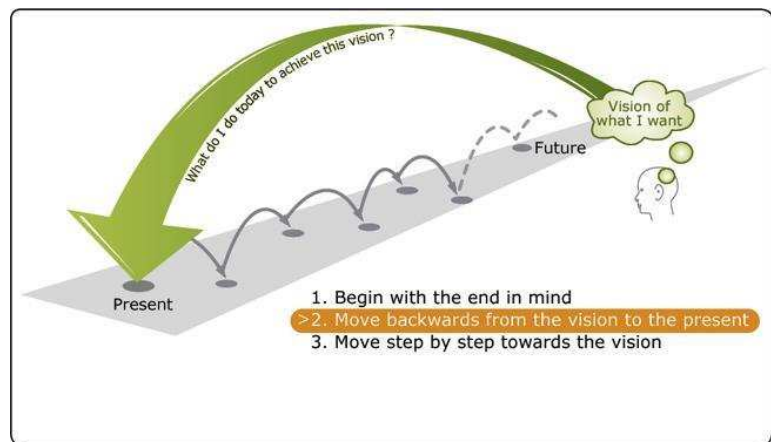 What do I do today to achieve this vision ?
Vision of
what I want
Future
Present
1. Begin with the end in mind
>2. Move backwards from the vision to the present
3. Move step by step towards the vision